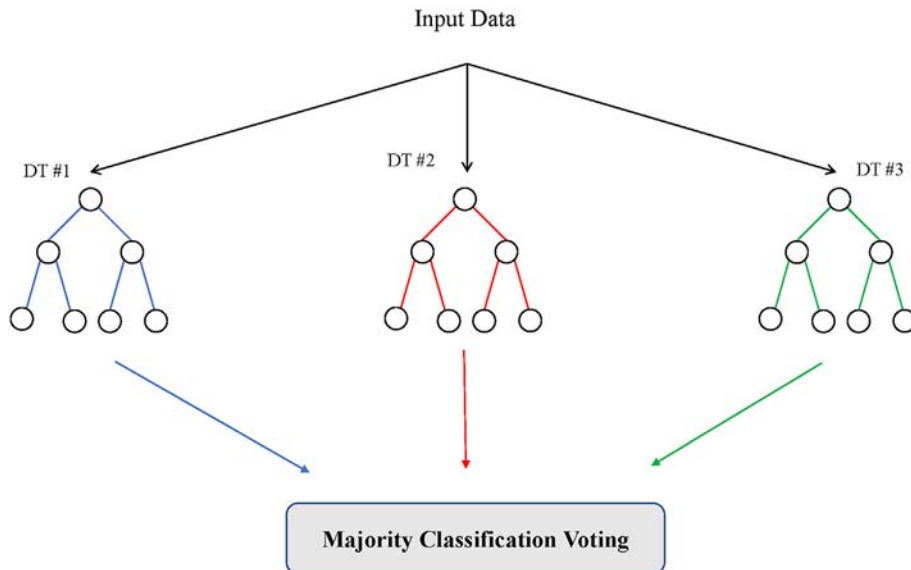 Input Data
DT #1
DT #2
DT #3
Majority Classification Voting